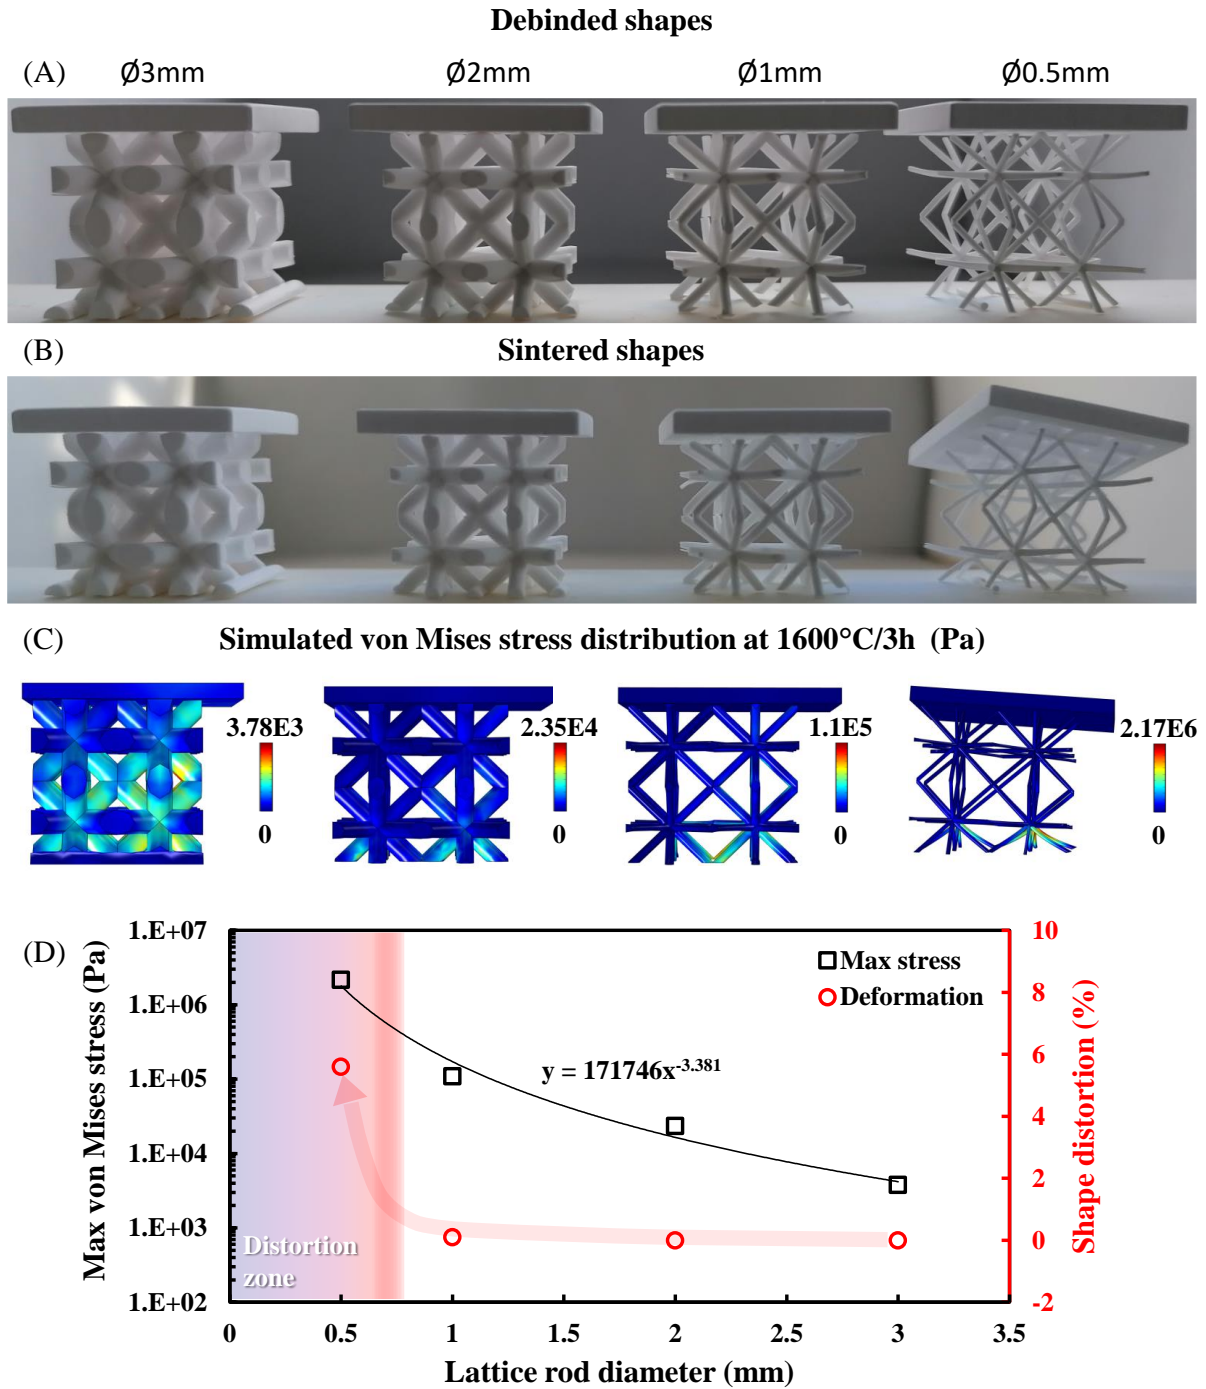 Debinded shapes
(A) Ø3mm Ø2mm Ø1mm Ø0.5mm
(B) Sintered shapes
(C) Simulated von Mises stress distribution at 1600°C/3h (Pa)
3.78E3 2.35E4 1.1E5 2.17E6
0 0 0 0
(D)
Max von Mises stress (Pa)
1.E+07
1.E+06
1.E+05
1.E+04
1.E+03
1.E+02
Max stress
Deformation
y = 171746x^-3.381
Distortion
zone
10
8
6
4
2
0
-2
Shape distortion (%)
0 0.5 1 1.5 2 2.5 3 3.5
Lattice rod diameter (mm)